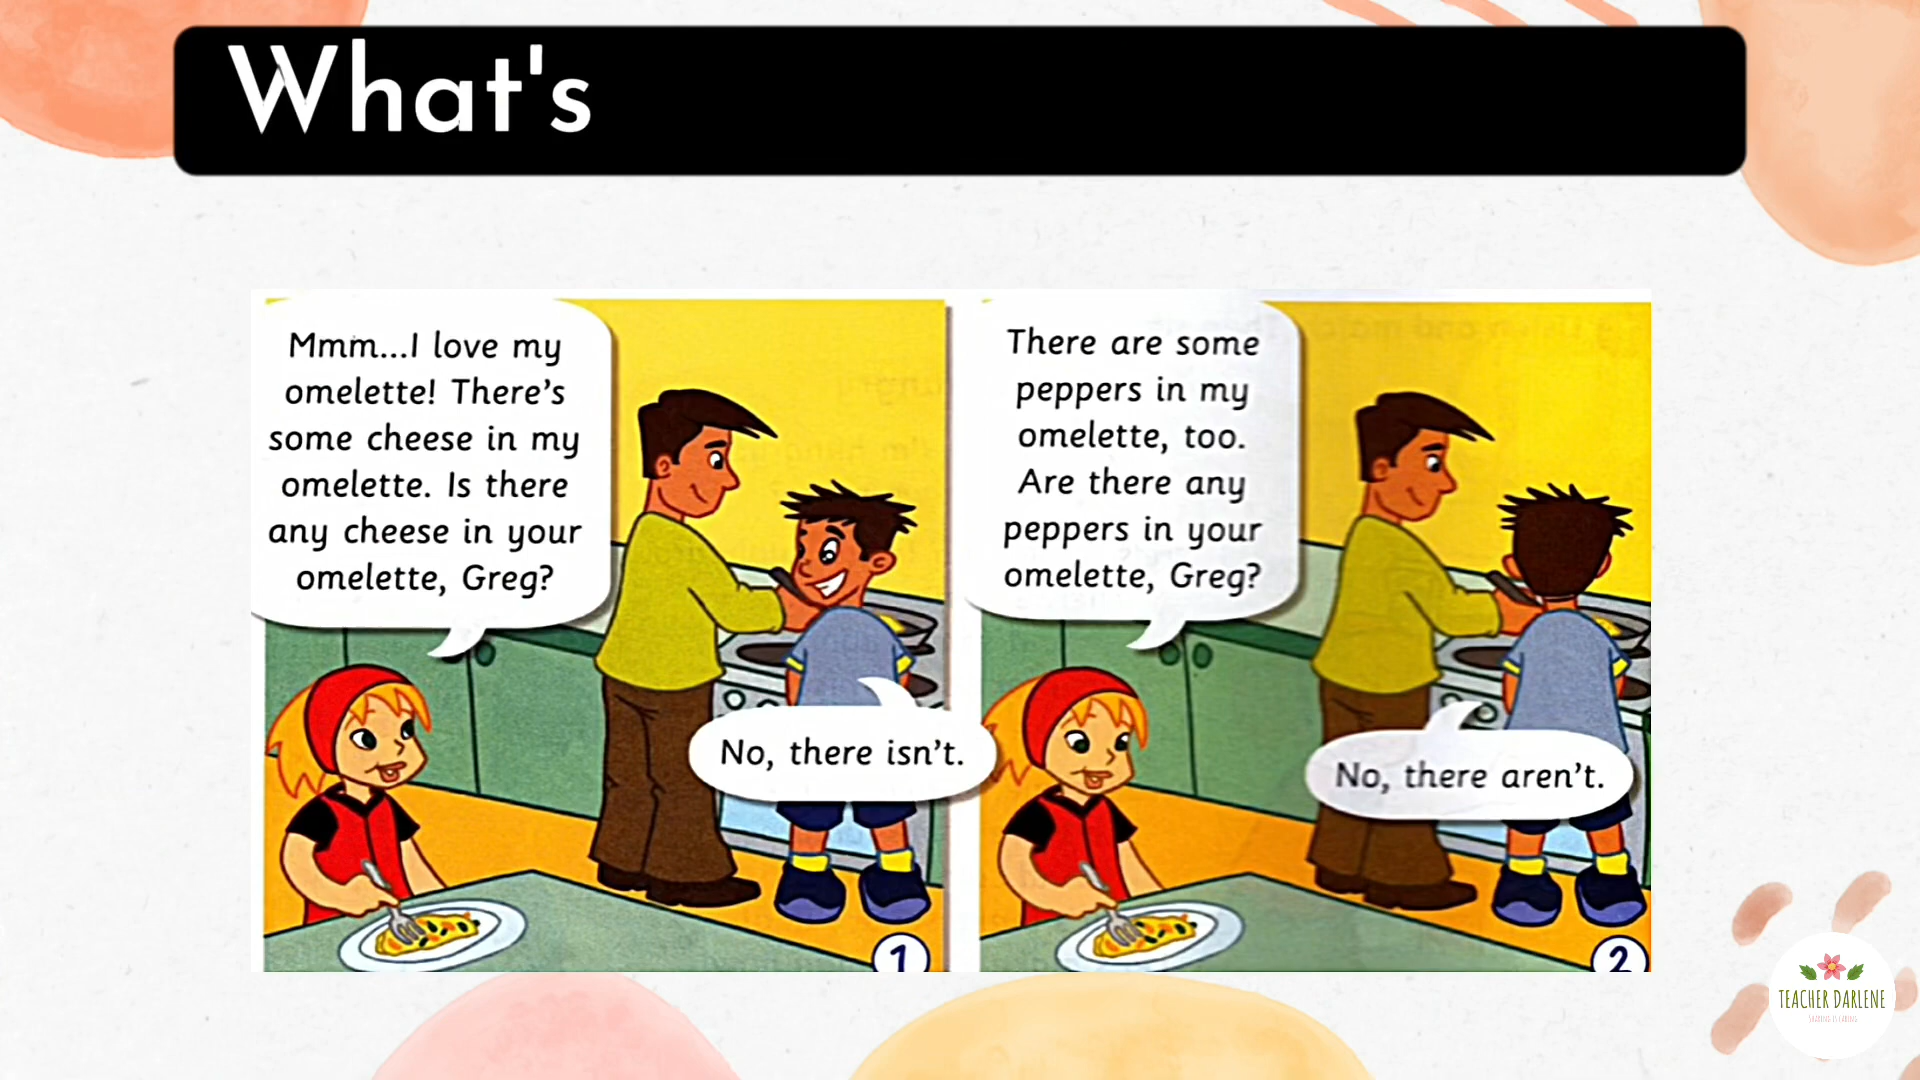 What's
Mmm...I love my
omelette! There's
some cheese in my
omelette. Is there
any cheese in your
omelette, Greg?
No, there isn't.
1
There are some
peppers in my
omelette, too.
Are there any
peppers in your
omelette, Greg?
No, there aren't.
2
TEACHER DARLENE